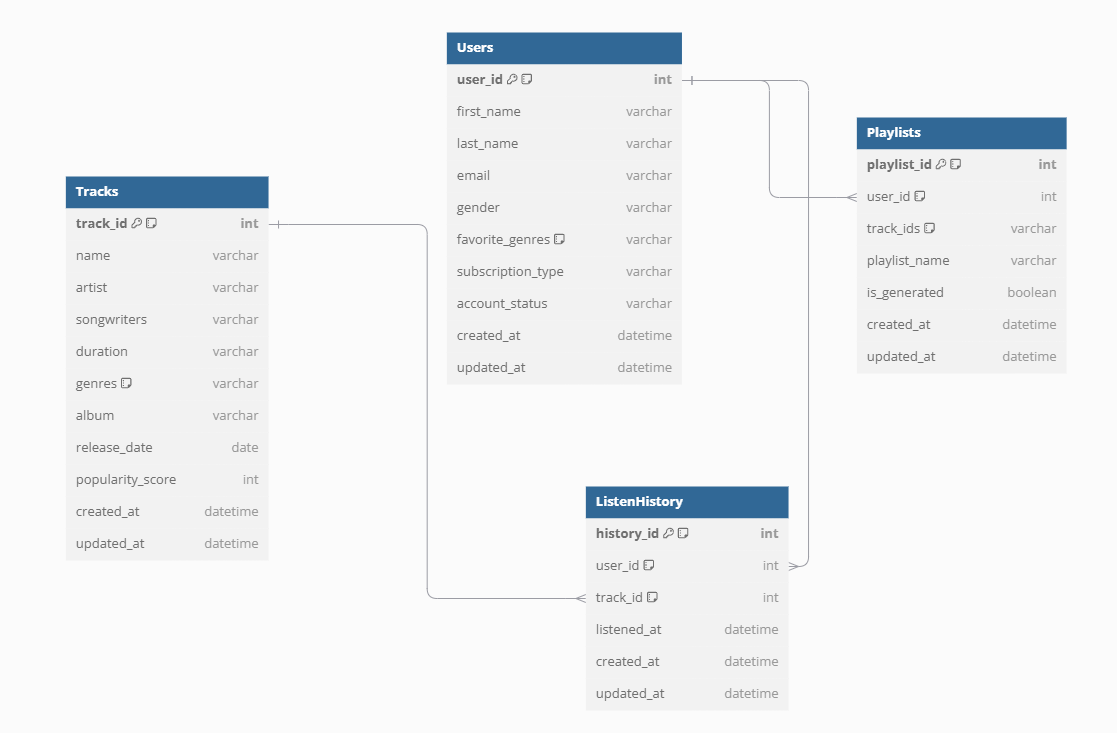 Users
user_id int
first_name varchar
last_name varchar
email varchar
gender varchar
favorite_genres varchar
subscription_type varchar
account_status varchar
created_at datetime
updated_at datetime
Playlists
playlist_id int
user_id int
track_ids varchar
playlist_name varchar
is_generated boolean
created_at datetime
updated_at datetime
Tracks
track_id int
name varchar
artist varchar
songwriters varchar
duration varchar
genres varchar
album varchar
release_date date
popularity_score int
created_at datetime
updated_at datetime
ListenHistory
history_id int
user_id int
track_id int
listened_at datetime
created_at datetime
updated_at datetime